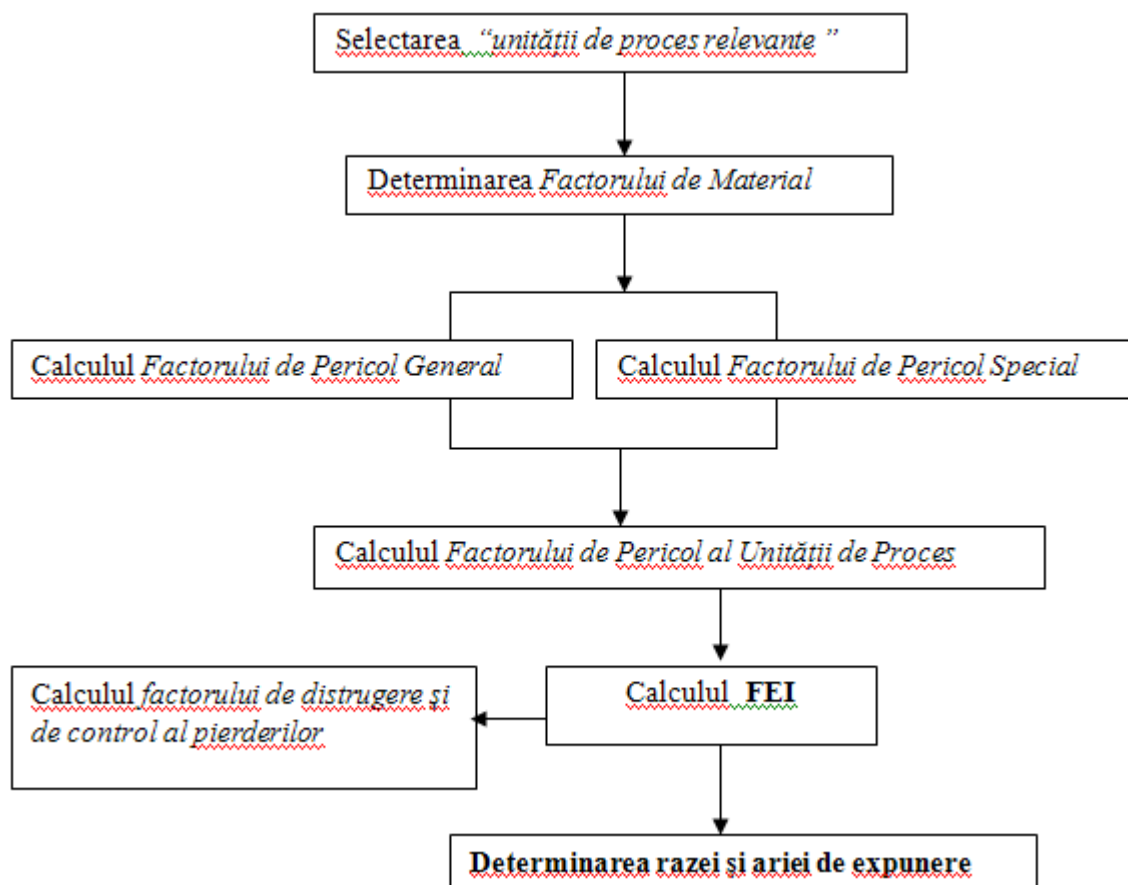 Selectarea “unităţii de proces relevante ”
Determinarea Factorului de Material
Calculul Factorului de Pericol General
Calculul Factorului de Pericol Special
Calculul Factorului de Pericol al Unităţii de Proces
Calculul factorului de distrugere şi
de control al pierderilor
Calculul FEI
Determinarea razei şi ariei de expunere